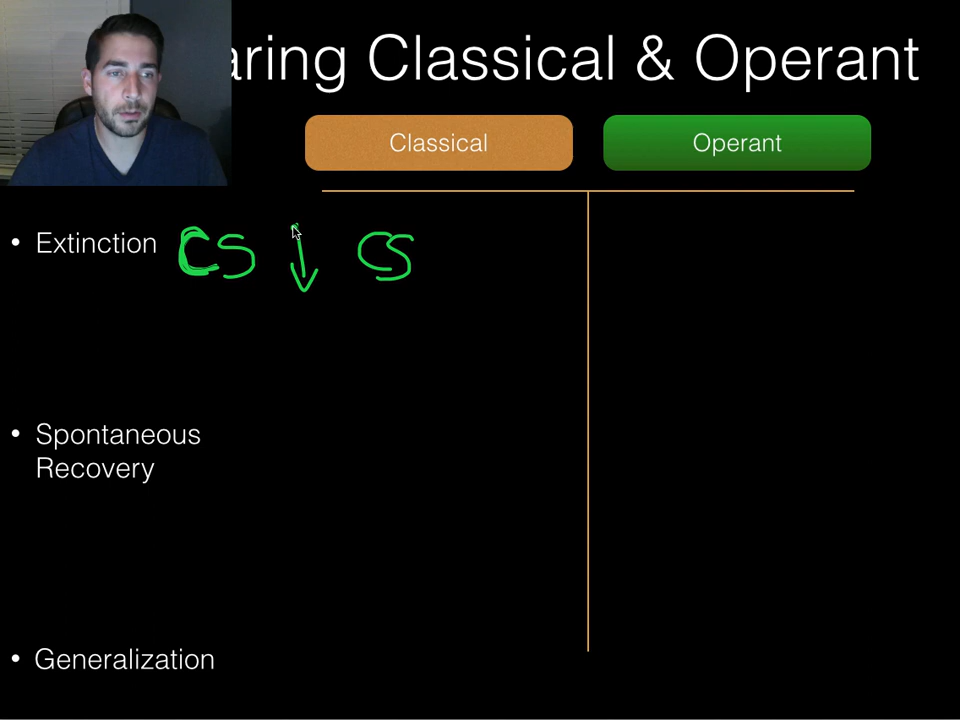 aring Classical & Operant
Classical
Operant
• Extinction CS ↓ CS
• Spontaneous
Recovery
• Generalization